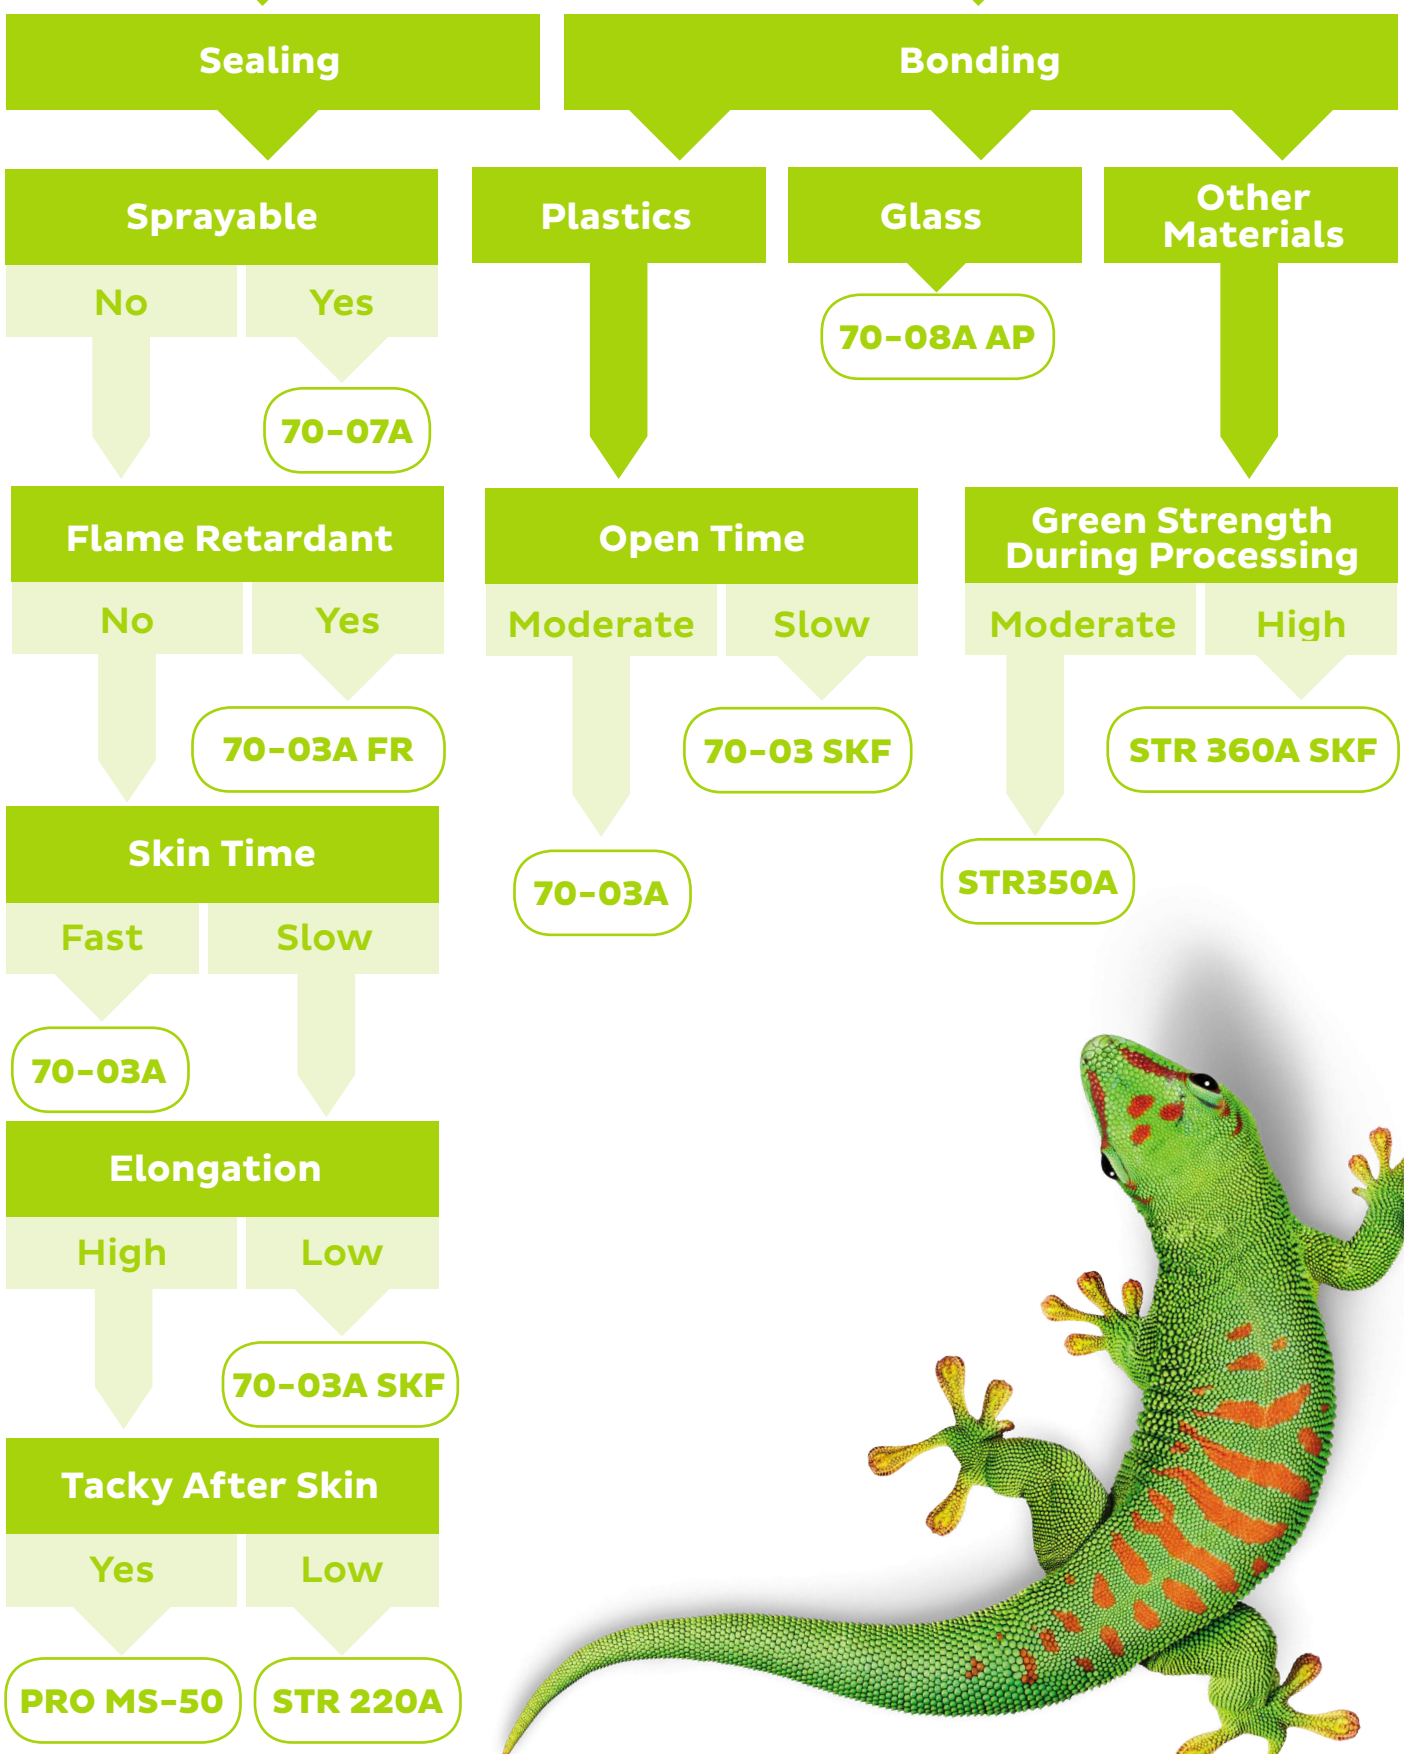 Sealing
Bonding
Sprayable
Plastics
Glass
Other
Materials
No
Yes
70-08A AP
70-07A
Flame Retardant
Open Time
Green Strength
During Processing
No
Yes
Moderate
Slow
Moderate
High
70-03A FR
70-03 SKF
STR 360A SKF
Skin Time
70-03A
STR350A
Fast
Slow
70-03A
Elongation
High
Low
70-03A SKF
Tacky After Skin
Yes
Low
PRO MS-50
STR 220A